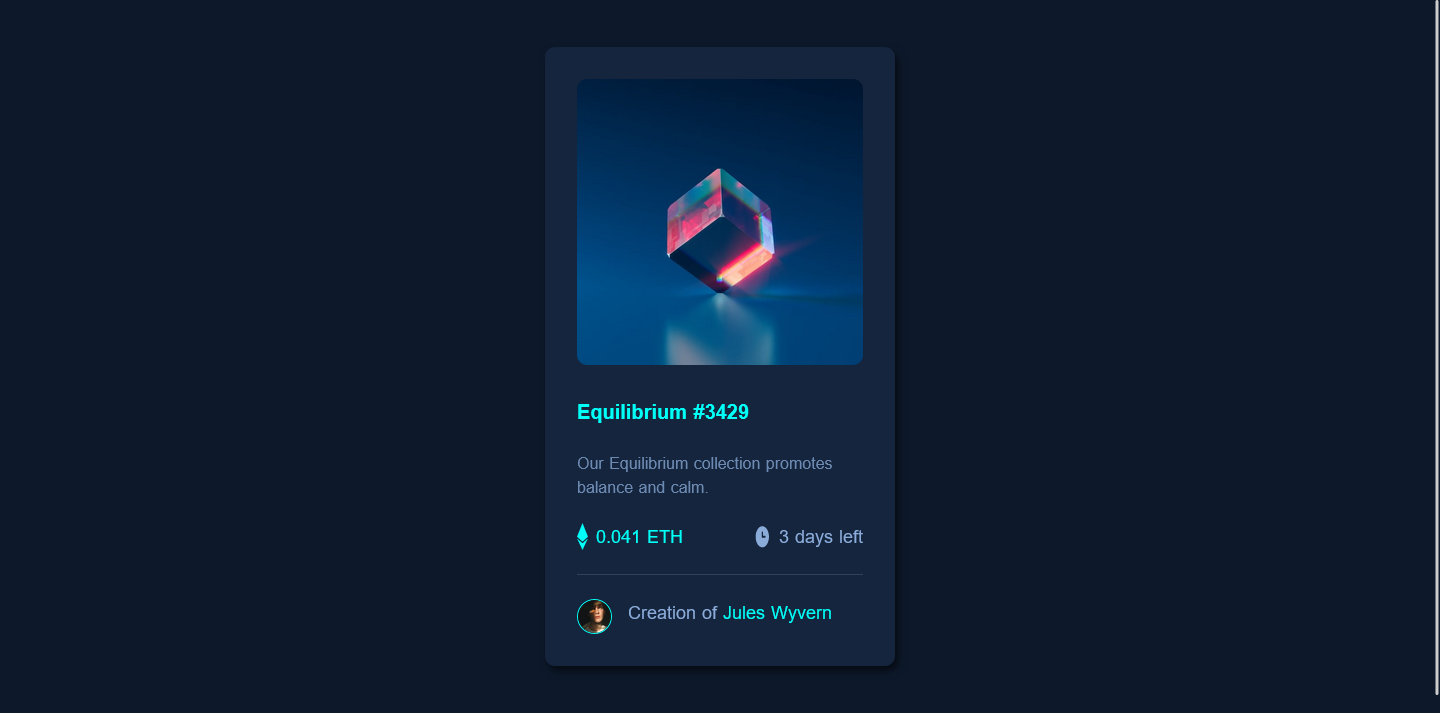 Equilibrium #3429
Our Equilibrium collection promotes
balance and calm.
0.041 ETH
3 days left
Creation of Jules Wyvern